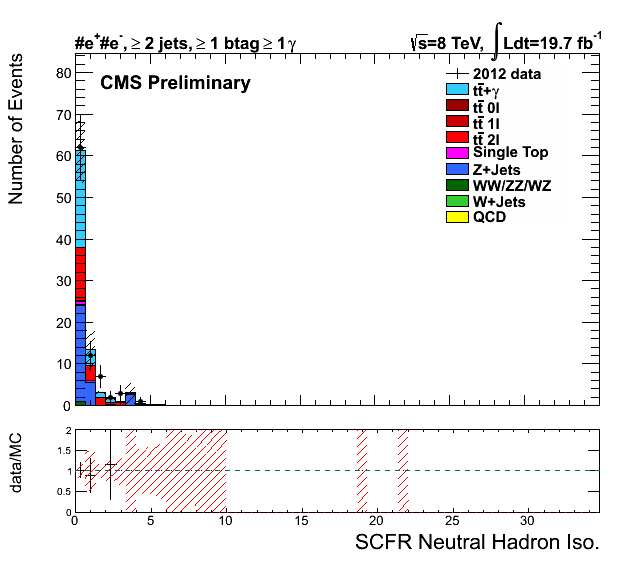 #e⁺#e⁻, ≥ 2 jets, ≥ 1 btag ≥ 1 γ
√s=8 TeV, ∫ Ldt=19.7 fb⁻¹
CMS Preliminary
2012 data
tt̄+γ
tt̄ 0l
tt̄ 1l
tt̄ 2l
Single Top
Z+Jets
WW/ZZ/WZ
W+Jets
QCD
Number of Events
80
70
60
50
40
30
20
10
0
data/MC
2
1.5
1
0.5
0
0 5 10 15 20 25 30
SCFR Neutral Hadron Iso.